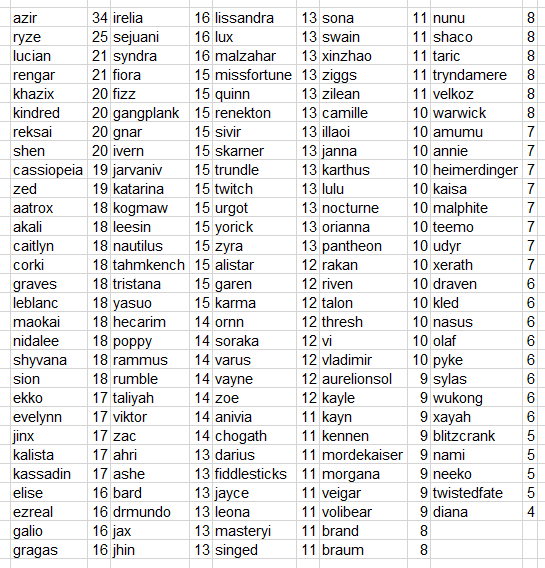 azir 34 irelia 16 lissandra 13 sona 11 nunu 8
ryze 25 sejuani 16 lux 13 swain 11 shaco 8
lucian 21 syndra 16 malzahar 13 xinzhao 11 taric 8
rengar 21 fiora 15 missfortune 13 ziggs 11 tryndamere 8
khazix 20 fizz 15 quinn 13 zilean 11 velkoz 8
kindred 20 gangplank 15 renekton 13 camille 10 warwick 8
reksai 20 gnar 15 sivir 13 illaoi 10 amumu 7
shen 20 ivern 15 skarner 13 janna 10 annie 7
cassiopeia 19 jarvaniv 15 trundle 13 karthus 10 heimerdinger 7
zed 19 katarina 15 twitch 13 lulu 10 kaisa 7
aatrox 18 kogmaw 15 urgot 13 nocturne 10 malphite 7
akali 18 leesin 15 yorick 13 orianna 10 teemo 7
caitlyn 18 nautilus 15 zyra 13 pantheon 10 udyr 7
corki 18 tahmkench 15 alistar 12 rakan 10 xerath 7
graves 18 tristana 15 garen 12 riven 10 draven 6
leblanc 18 yasuo 15 karma 12 talon 10 kled 6
maokai 18 hecarim 14 ornn 12 thresh 10 nasus 6
nidalee 18 poppy 14 soraka 12 vi 10 olaf 6
shyvana 18 rammus 14 varus 12 vladimir 10 pyke 6
sion 18 rumble 14 vayne 12 aurelionsol 9 sylas 6
ekko 17 taliyah 14 zoe 12 kayle 9 wukong 6
evelynn 17 viktor 14 anivia 11 kayn 9 xayah 6
jinx 17 zac 14 chogath 11 kennen 9 blitzcrank 5
kalista 17 ahri 13 darius 11 mordekaiser 9 nami 5
kassadin 17 ashe 13 fiddlesticks 11 morgana 9 neeko 5
elise 16 bard 13 jayce 11 veigar 9 twistedfate 5
ezreal 16 drmundo 13 leona 11 volibear 9 diana 4
galio 16 jax 13 masteryi 11 brand 8
gragas 16 jhin 13 singed 11 braum 8